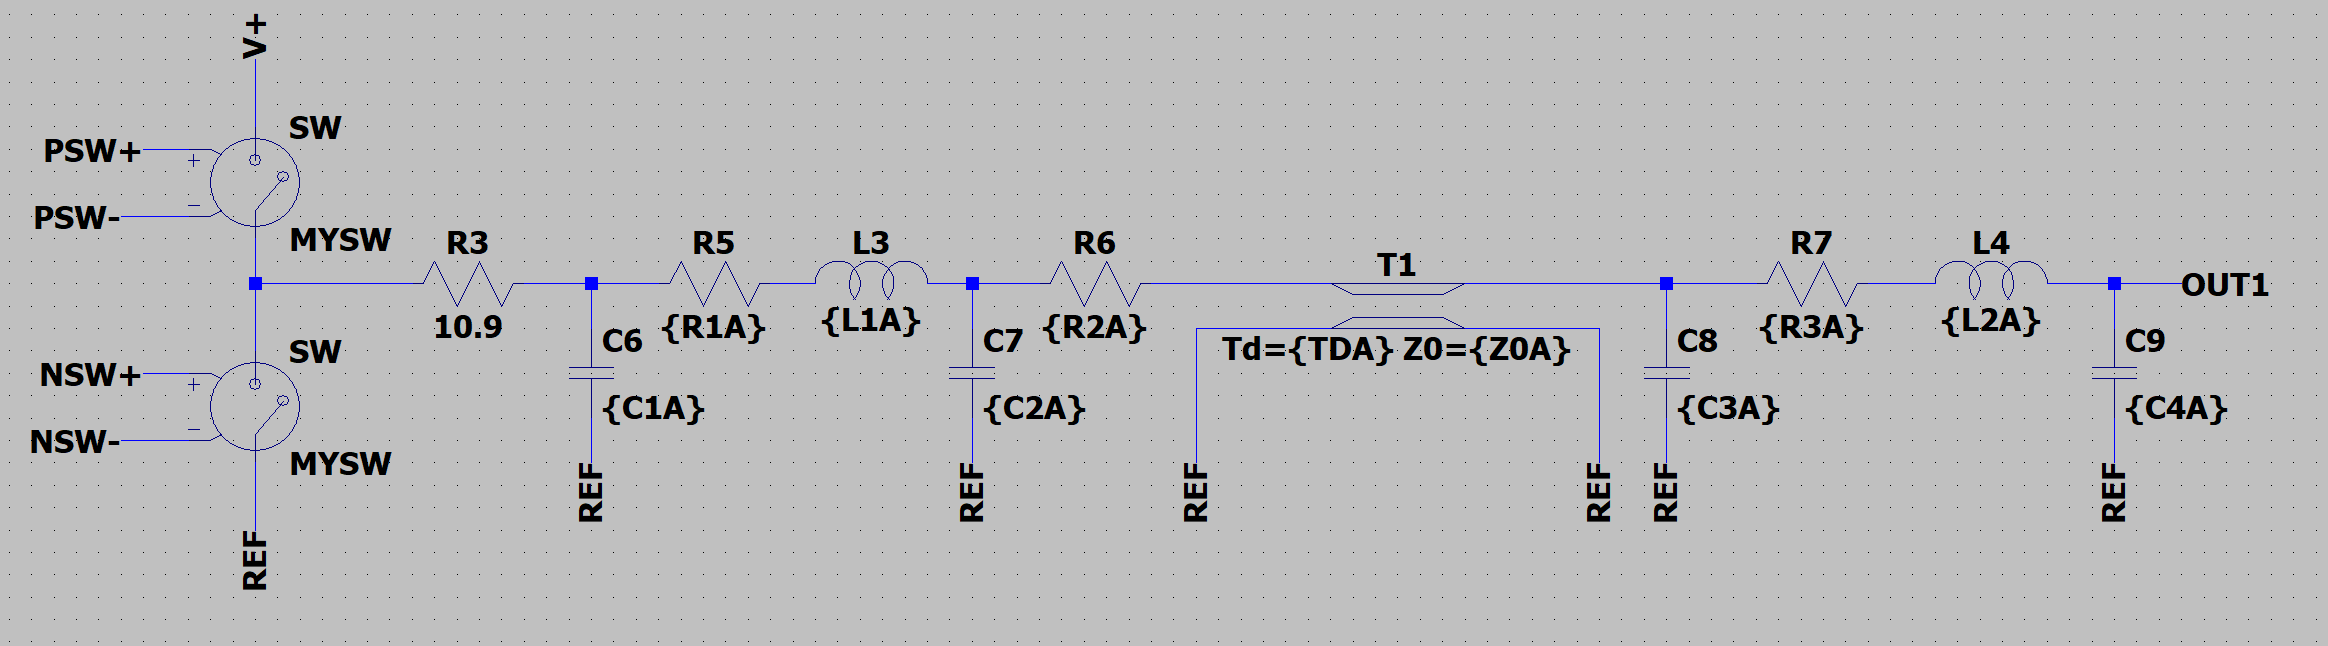 V+
SW
PSW+
+
−
PSW-
MYSW
R3
10.9
R5
{R1A}
L3
{L1A}
R6
{R2A}
T1
Td={TDA} Z0={Z0A}
R7
{R3A}
L4
{L2A}
OUT1
C6
{C1A}
REF
C7
{C2A}
REF
REF
REF
C8
{C3A}
REF
C9
{C4A}
REF
SW
NSW+
+
−
NSW-
MYSW
REF